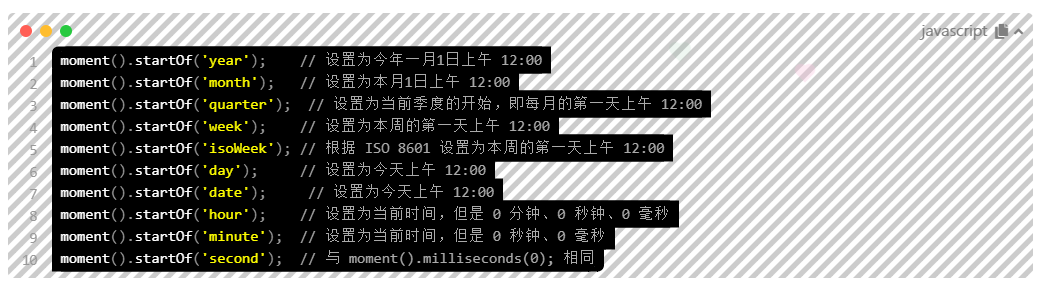 javascript
1 moment().startOf('year');    // 设置为今年一月1日上午 12:00
2 moment().startOf('month');   // 设置为本月1日上午 12:00
3 moment().startOf('quarter');  // 设置为当前季度的开始，即每月的第一天上午 12:00
4 moment().startOf('week');    // 设置为本周的第一天上午 12:00
5 moment().startOf('isoWeek'); // 根据 ISO 8601 设置为本周的第一天上午 12:00
6 moment().startOf('day');     // 设置为今天上午 12:00
7 moment().startOf('date');     // 设置为今天上午 12:00
8 moment().startOf('hour');    // 设置为当前时间，但是 0 分钟、0 秒钟、0 毫秒
9 moment().startOf('minute');  // 设置为当前时间，但是 0 秒钟、0 毫秒
10 moment().startOf('second');  // 与 moment().milliseconds(0); 相同